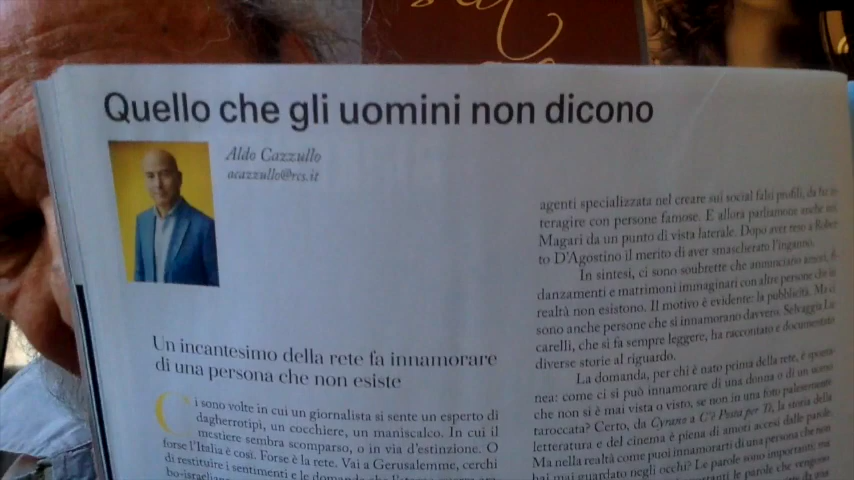 Quello che gli uomini non dicono
Aldo Cazzullo
acazzullo@rcs.it
Un incantesimo della rete fa innamorare
di una persona che non esiste
Ci sono volte in cui un giornalista si sente un esperto di
dagherrotipi, un cocchiere, un maniscalco. In cui il
mestiere sembra scomparso, o in via d'estinzione. O
forse l'Italia è così. Forse è la rete. Vai a Gerusalemme, cerchi
di restituire i sentimenti e le domande che
agenti specializzata nel creare sui social falsi profili, da far in-
teragire con persone famose. E allora parliamone anche noi.
Magari da un punto di vista laterale. Dopo aver reso a Rober-
to D'Agostino il merito di aver smascherato l'inganno.
In sintesi, ci sono soubrette che annunciano amori, fi-
danzamenti e matrimoni immaginari con altre persone che in
realtà non esistono. Il motivo è evidente: la pubblicità. Ma ci
sono anche persone che si innamorano davvero. Selvaggia Lu-
carelli, che si fa sempre leggere, ha raccontato e documentato
diverse storie al riguardo.
La domanda, per chi è nato prima della rete, è sponta-
nea: come ci si può innamorare di una donna o di un uomo
che non si è mai vista o visto, se non in una foto palesemente
taroccata? Certo, da Cyrano a C'è Posta per Te, la storia della
letteratura e del cinema è piena di amori accesi dalle parole.
Ma nella realtà come puoi innamorarti di una persona che non
hai mai guardato negli occhi? Le parole sono importanti; ma
le parole che vengono